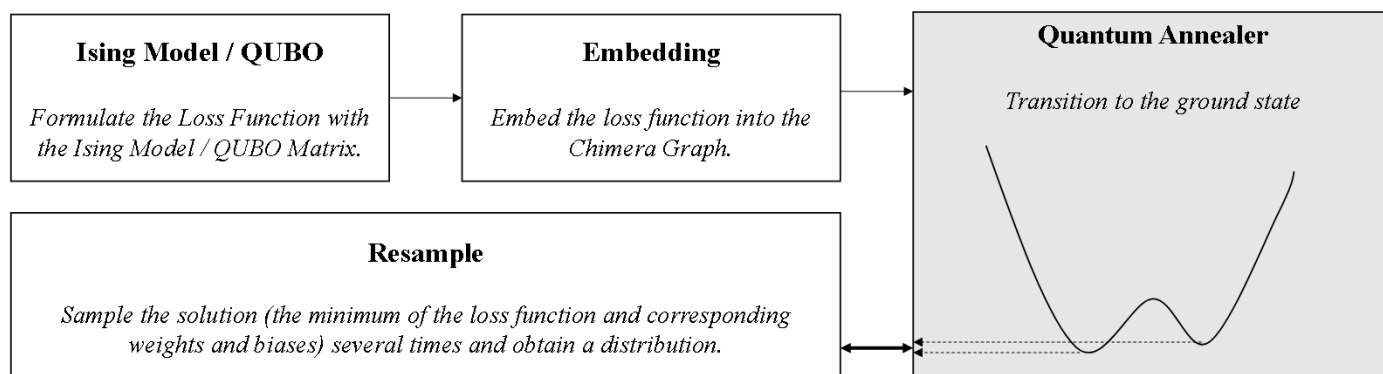 Ising Model / QUBO
Formulate the Loss Function with
the Ising Model / QUBO Matrix.
Embedding
Embed the loss function into the
Chimera Graph.
Quantum Annealer
Transition to the ground state
Resample
Sample the solution (the minimum of the loss function and corresponding
weights and biases) several times and obtain a distribution.